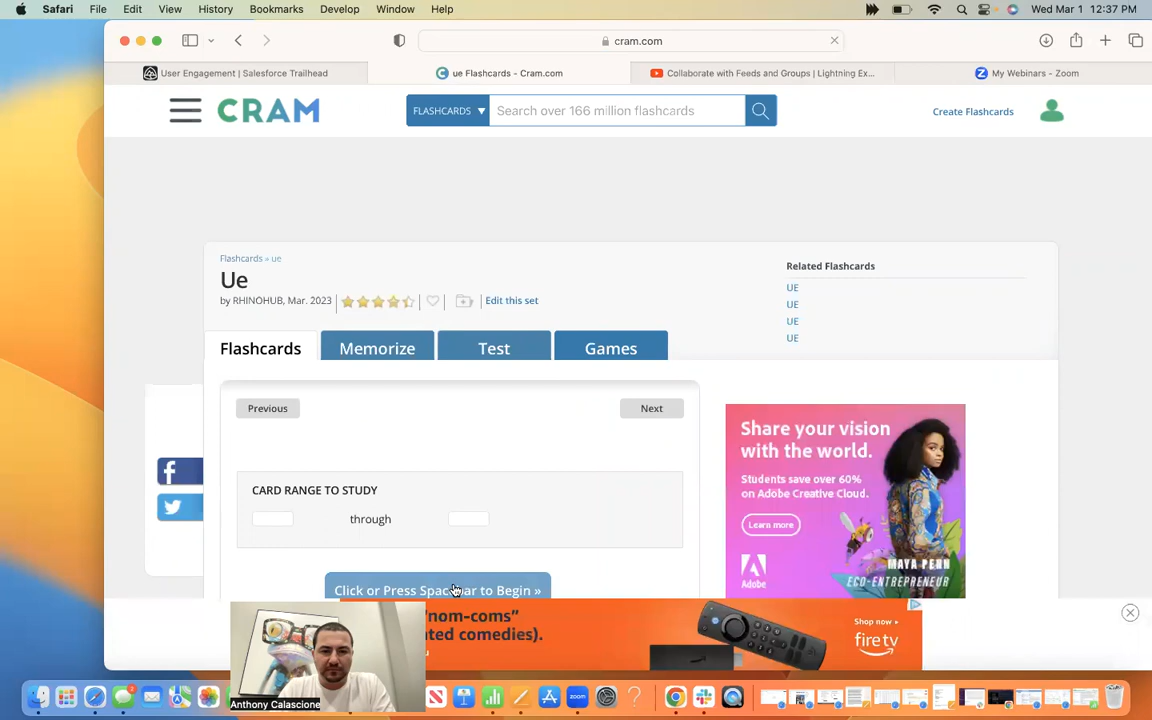 Safari File Edit View History Bookmarks Develop Window Help Wed Mar 1 12:37 PM
cram.com
User Engagement | Salesforce Trailhead ue Flashcards - Cram.com Collaborate with Feeds and Groups | Lightning Ex... My Webinars - Zoom
CRAM FLASHCARDS ▼ Search over 166 million flashcards Create Flashcards
Flashcards » ue
Ue
by RHINOHUB, Mar. 2023 Edit this set
Related Flashcards
UE
UE
UE
UE
Flashcards Memorize Test Games
Previous Next
CARD RANGE TO STUDY
through
Click or Press Spacebar to Begin »
Share your vision
with the world.
Students save over 60%
on Adobe Creative Cloud.
Learn more
Adobe
MAYA PENN
ECO-ENTREPRENEUR
"nom-coms"
ted comedies).
Shop now
fire tv
Anthony Calascione
zoom